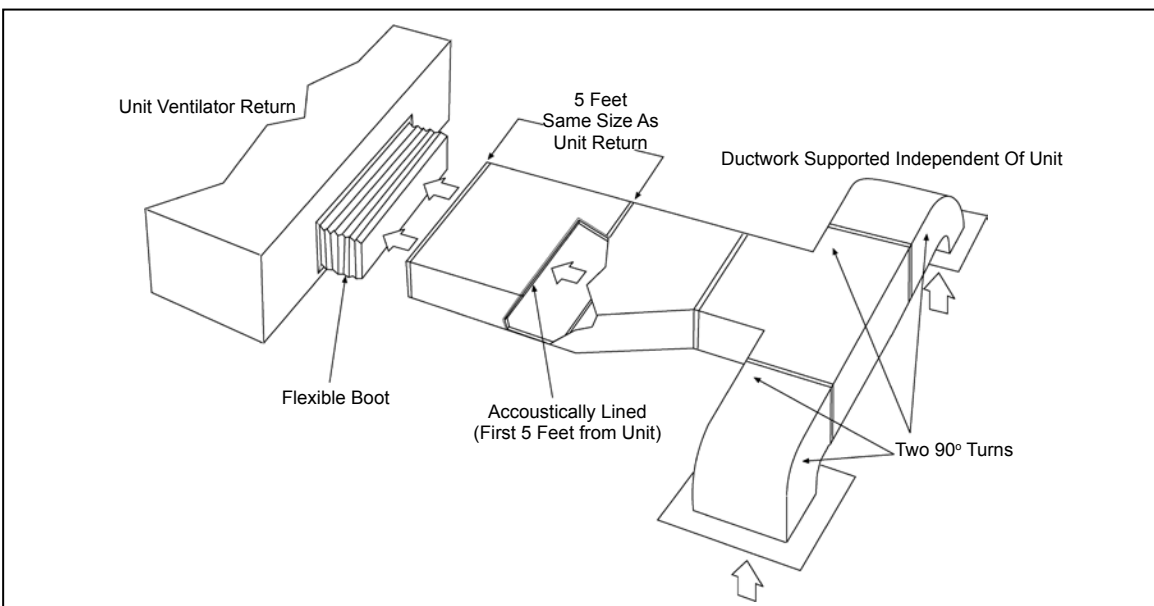 Unit Ventilator Return
5 Feet
Same Size As
Unit Return
Ductwork Supported Independent Of Unit
Flexible Boot
Accoustically Lined
(First 5 Feet from Unit)
Two 90° Turns